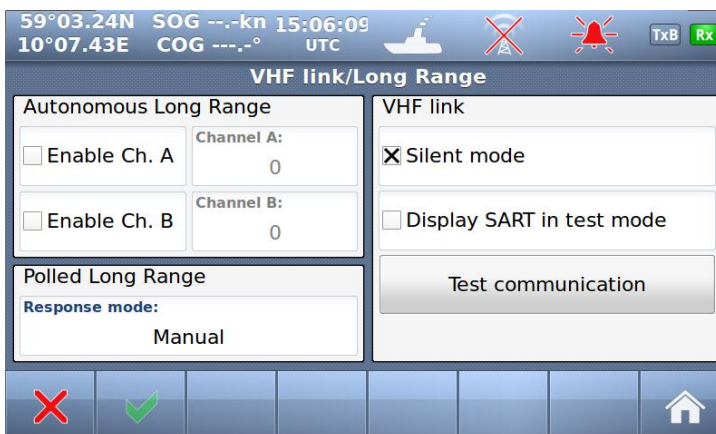 59°03.24N SOG --.-kn 15:06:09
10°07.43E COG ---.-° UTC
TxB Rx
VHF link/Long Range
Autonomous Long Range
Enable Ch. A
Channel A:
0
Enable Ch. B
Channel B:
0
Polled Long Range
Response mode:
Manual
VHF link
Silent mode
Display SART in test mode
Test communication